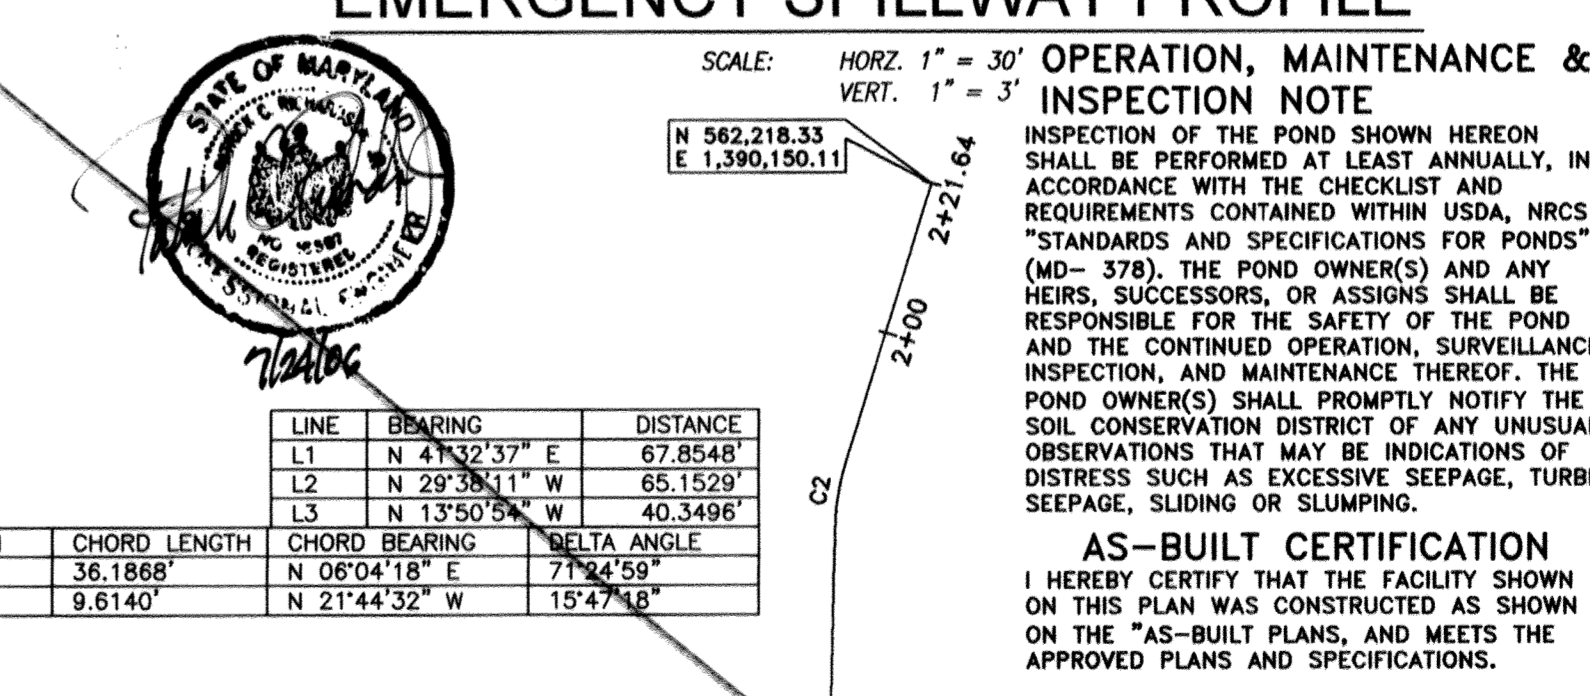 EMERGENCY SPILLWAY PROFILE
SCALE: HORZ. 1" = 30'
VERT. 1" = 3'
STATE OF MARYLAND
REGISTERED
PROFESSIONAL ENGINEER
7/24/06
N 562,218.33
E 1,390,150.11
2+21.64
2+00
C2
LINE BEARING DISTANCE
L1 N 41°32'37" E 67.8548'
L2 N 29°38'11" W 65.1529'
L3 N 13°50'54" W 40.3496'
CHORD LENGTH CHORD BEARING DELTA ANGLE
36.1868' N 06°04'18" E 71°24'59"
9.6140' N 21°44'32" W 15°47'18"
OPERATION, MAINTENANCE &
INSPECTION NOTE
INSPECTION OF THE POND SHOWN HEREON
SHALL BE PERFORMED AT LEAST ANNUALLY, IN
ACCORDANCE WITH THE CHECKLIST AND
REQUIREMENTS CONTAINED WITHIN USDA, NRCS
"STANDARDS AND SPECIFICATIONS FOR PONDS"
(MD- 378). THE POND OWNER(S) AND ANY
HEIRS, SUCCESSORS, OR ASSIGNS SHALL BE
RESPONSIBLE FOR THE SAFETY OF THE POND
AND THE CONTINUED OPERATION, SURVEILLANCE
INSPECTION, AND MAINTENANCE THEREOF. THE
POND OWNER(S) SHALL PROMPTLY NOTIFY THE
SOIL CONSERVATION DISTRICT OF ANY UNUSUAL
OBSERVATIONS THAT MAY BE INDICATIONS OF
DISTRESS SUCH AS EXCESSIVE SEEPAGE, TURBI
SEEPAGE, SLIDING OR SLUMPING.
AS-BUILT CERTIFICATION
I HEREBY CERTIFY THAT THE FACILITY SHOWN
ON THIS PLAN WAS CONSTRUCTED AS SHOWN
ON THE "AS-BUILT PLANS, AND MEETS THE
APPROVED PLANS AND SPECIFICATIONS.